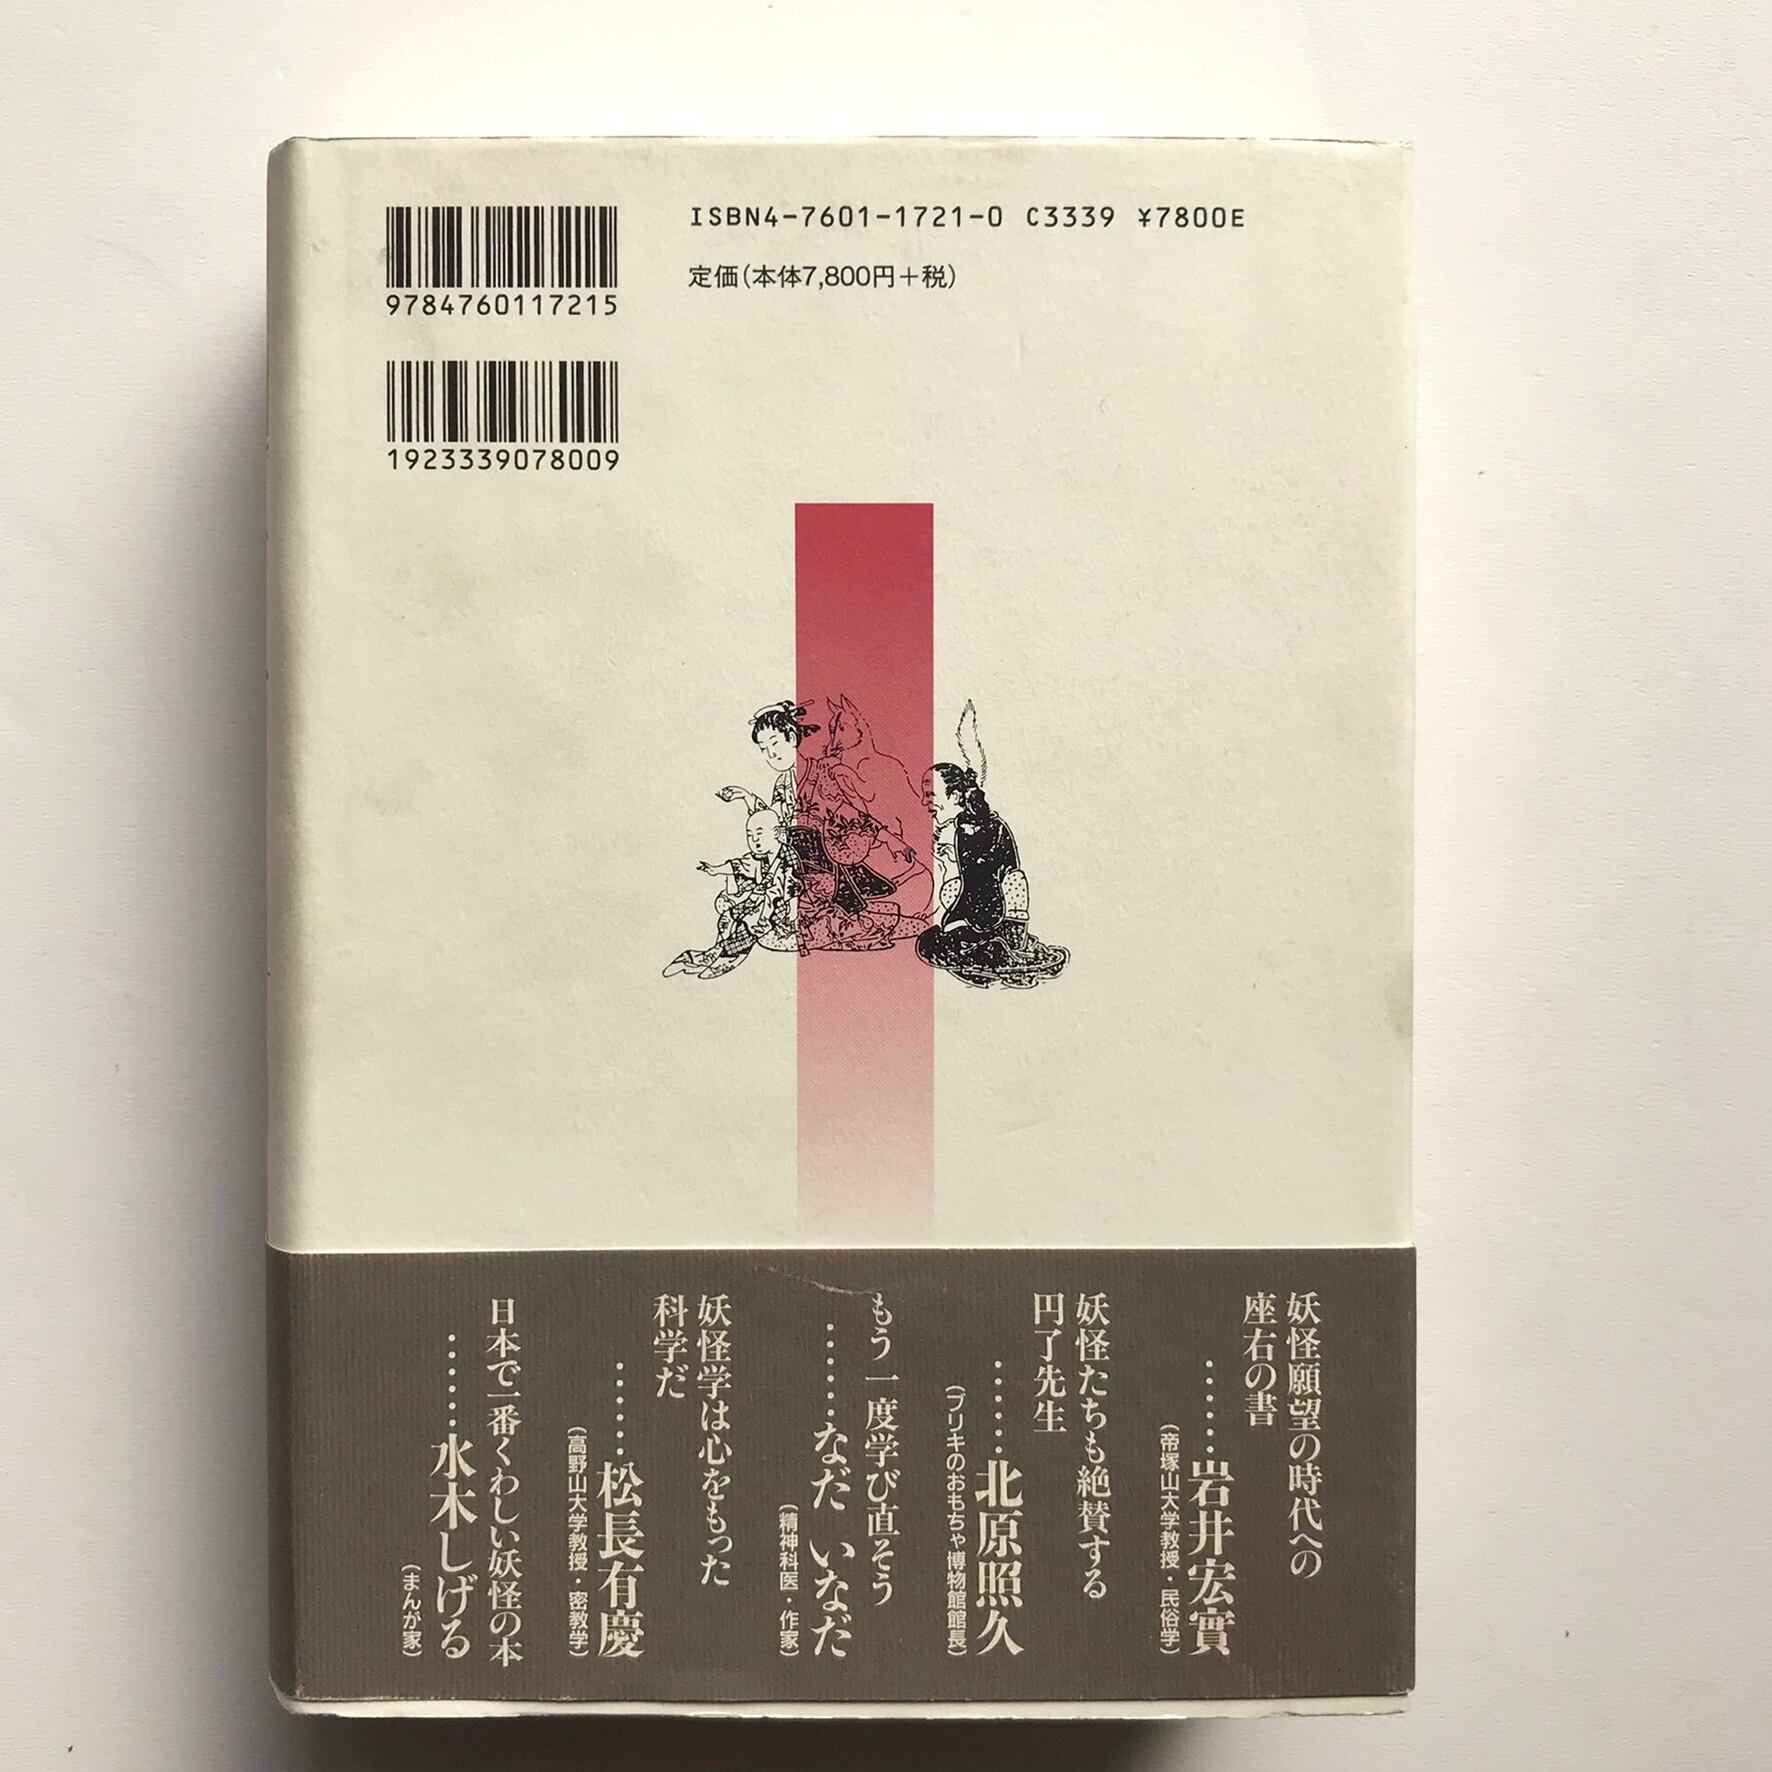 9784760117215
ISBN4-7601-1721-0 C3339 ¥7800E
定価(本体7,800円+税)
1923339078009
妖怪願望の時代への
座右の書
……岩井宏實
(帝塚山大学教授・民俗学)
妖怪たちも絶賛する
円了先生
……北原照久
(ブリキのおもちゃ博物館館長)
もう一度学び直そう
……なだ いなだ
(精神科医・作家)
妖怪学は心をもった
科学だ
……松長有慶
(高野山大学教授・密教学)
日本で一番くわしい妖怪の本
……水木しげる
(まんが家)